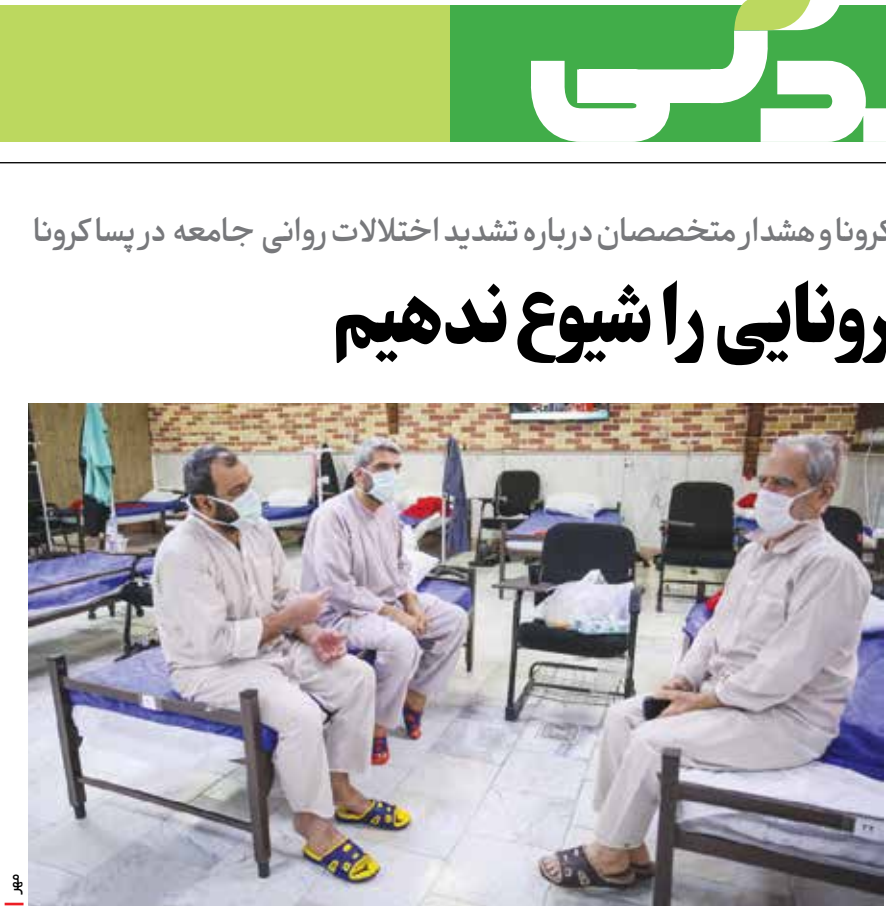 کرونا و هشدار متخصصان درباره تشدید اختلالات روانی جامعه در پسا کرونا
رونایی را شیوع ندهیم
مهر